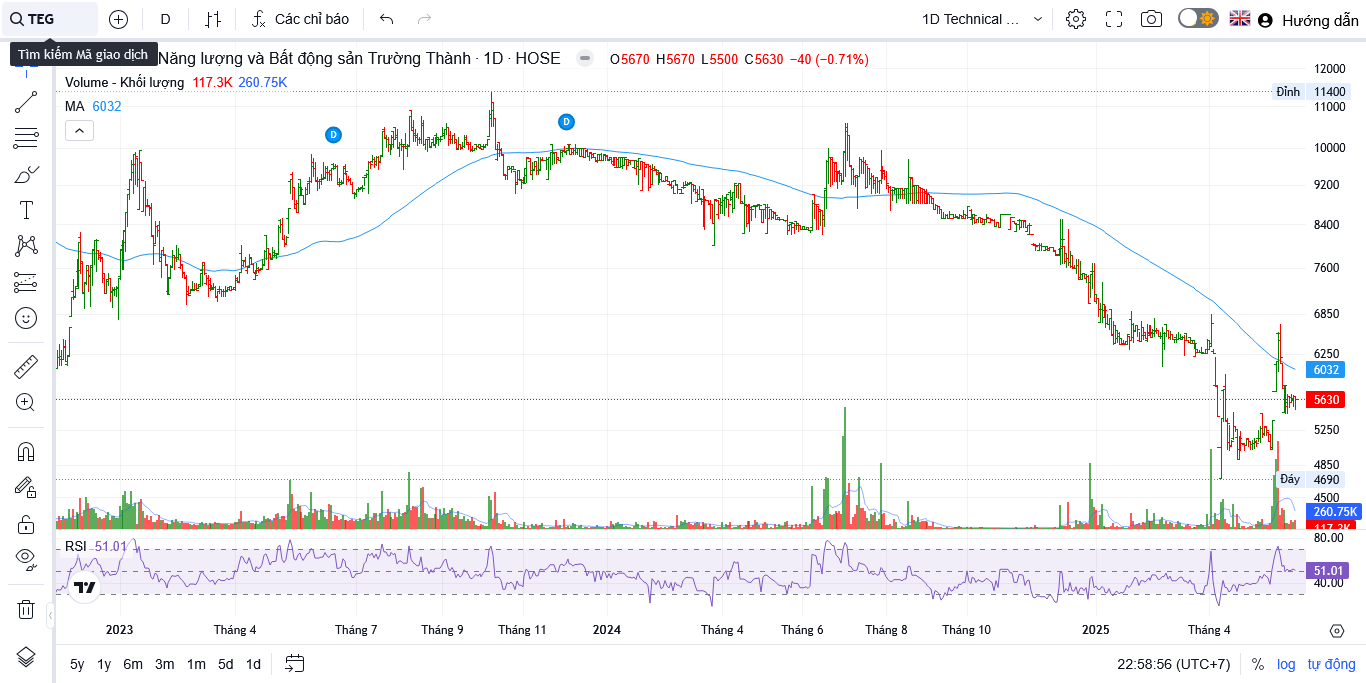 TEG D Các chỉ báo 1D Technical ... Hướng dẫn
Tìm kiếm Mã giao dịch
Năng lượng và Bất động sản Trường Thành · 1D · HOSE O5670 H5670 L5500 C5630 −40 (−0.71%)
Volume - Khối lượng 117.3K 260.75K
MA 6032
D
D
12000
Đỉnh 11400
11000
10000
9200
8400
7600
6850
6250
6032
5630
5250
4850
Đáy 4690
4500
260.75K
117.2K
RSI 51.01
80.00
51.01
40.00
2023 Tháng 4 Tháng 7 Tháng 9 Tháng 11 2024 Tháng 4 Tháng 6 Tháng 8 Tháng 10 2025 Tháng 4
5y 1y 6m 3m 1m 5d 1d 22:58:56 (UTC+7) % log tự động